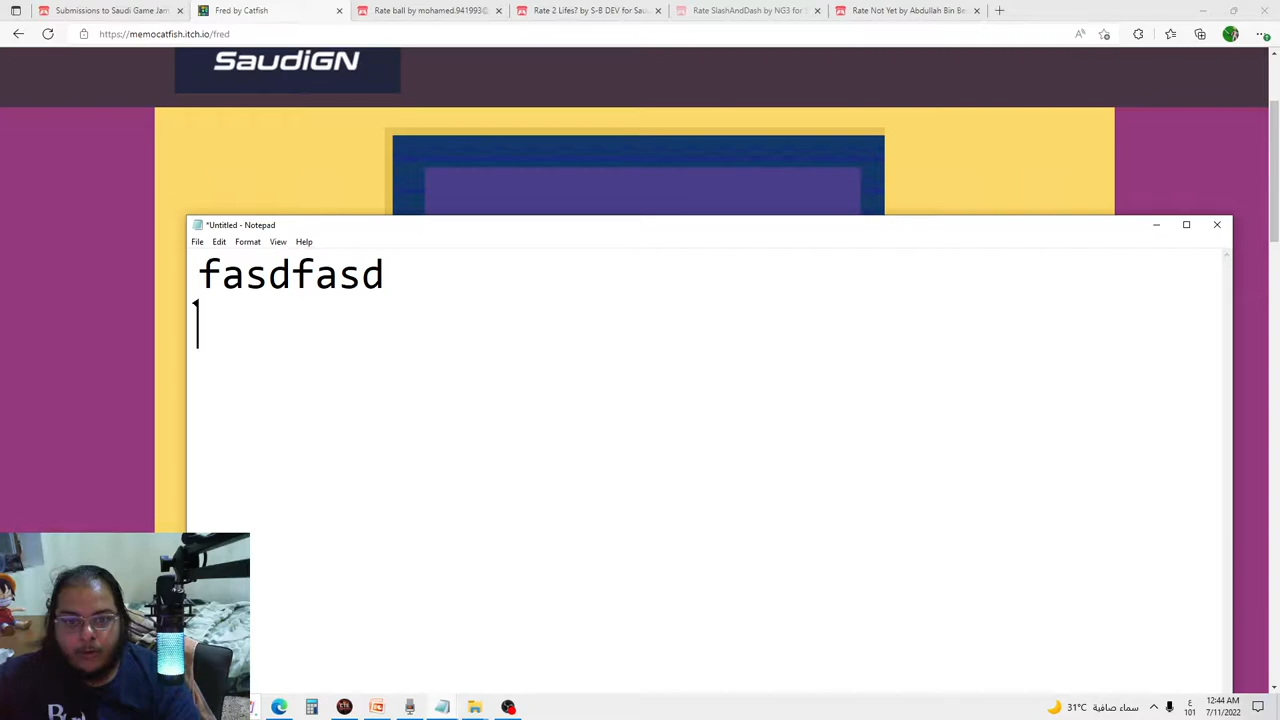 Submissions to Saudi Game Jam
Fred by Catfish
Rate ball by mohamed.941993@
Rate 2 Lifes? by S-B DEV for Sau
Rate SlashAndDash by NG3 for S
Rate Not Yet by Abdullah Bin Be
https://memocatfish.itch.io/fred
SaudiGN
*Untitled - Notepad
File Edit Format View Help
fasdfasd
31°C سماء صافية
12:44 AM
7/11/2022